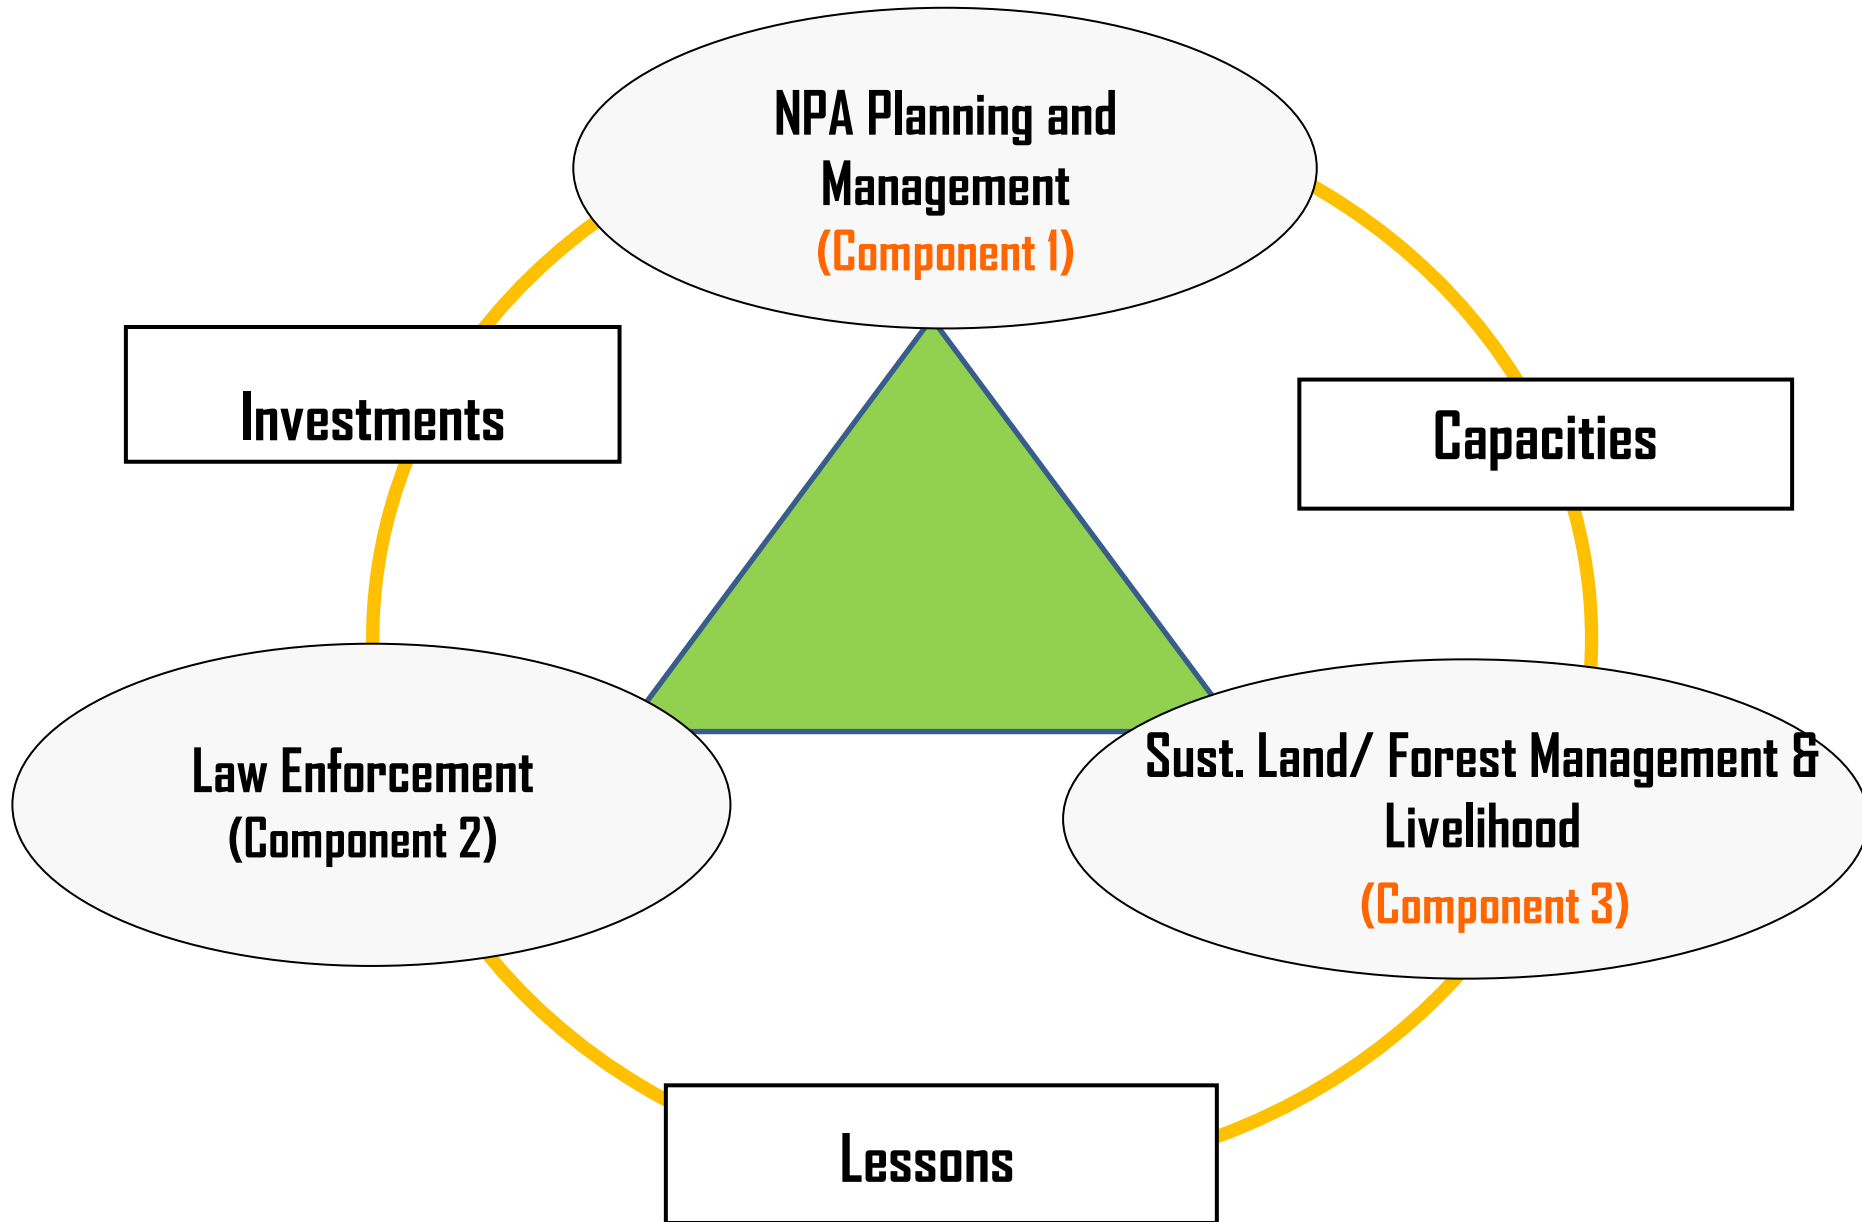 NPA Planning and
Management
(Component 1)
Investments
Capacities
Law Enforcement
(Component 2)
Sust. Land/ Forest Management &
Livelihood
(Component 3)
Lessons